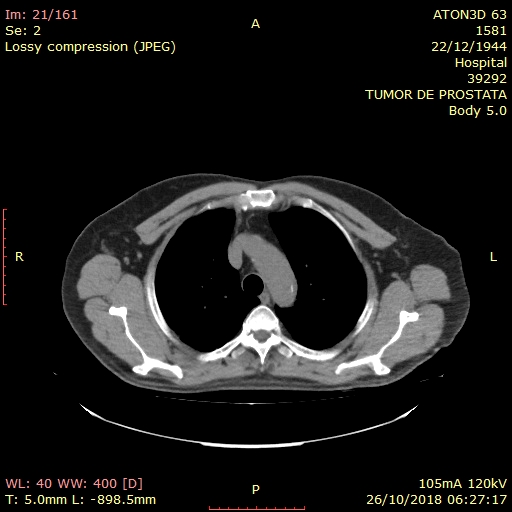 Im: 21/161
Se: 2
Lossy compression (JPEG)
A
ATON3D 63
1581
22/12/1944
Hospital
39292
TUMOR DE PROSTATA
Body 5.0
R
L
WL: 40 WW: 400 [D]
T: 5.0mm L: -898.5mm
P
105mA 120kV
26/10/2018 06:27:17